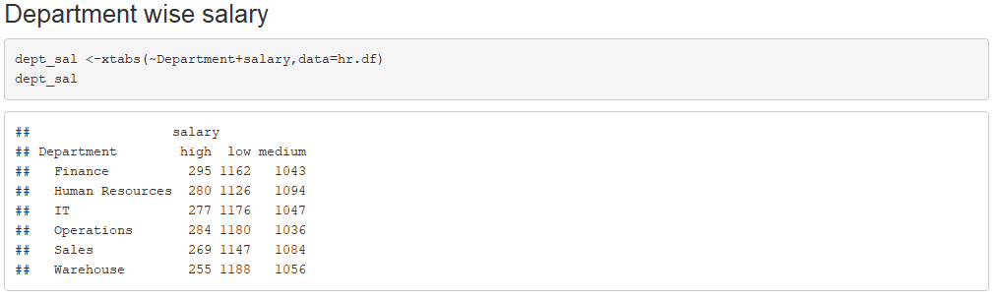 Department wise salary
dept_sal <-xtabs(~Department+salary,data=hr.df)
dept_sal
##                  salary
## Department        high  low medium
##   Finance          295 1162   1043
##   Human Resources  280 1126   1094
##   IT               277 1176   1047
##   Operations       284 1180   1036
##   Sales            269 1147   1084
##   Warehouse        255 1188   1056